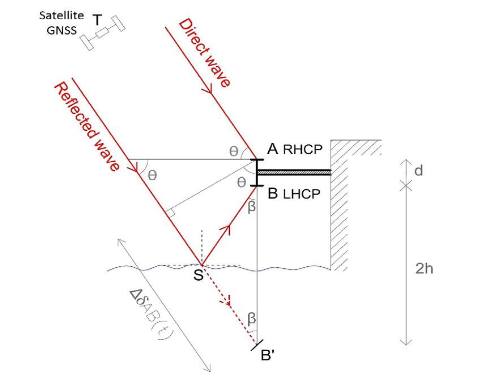 Satellite T
GNSS
Direct wave
Reflected wave
θ
A RHCP
θ
θ
B LHCP
d
β
2h
S
ΔδAB(t)
β
B'